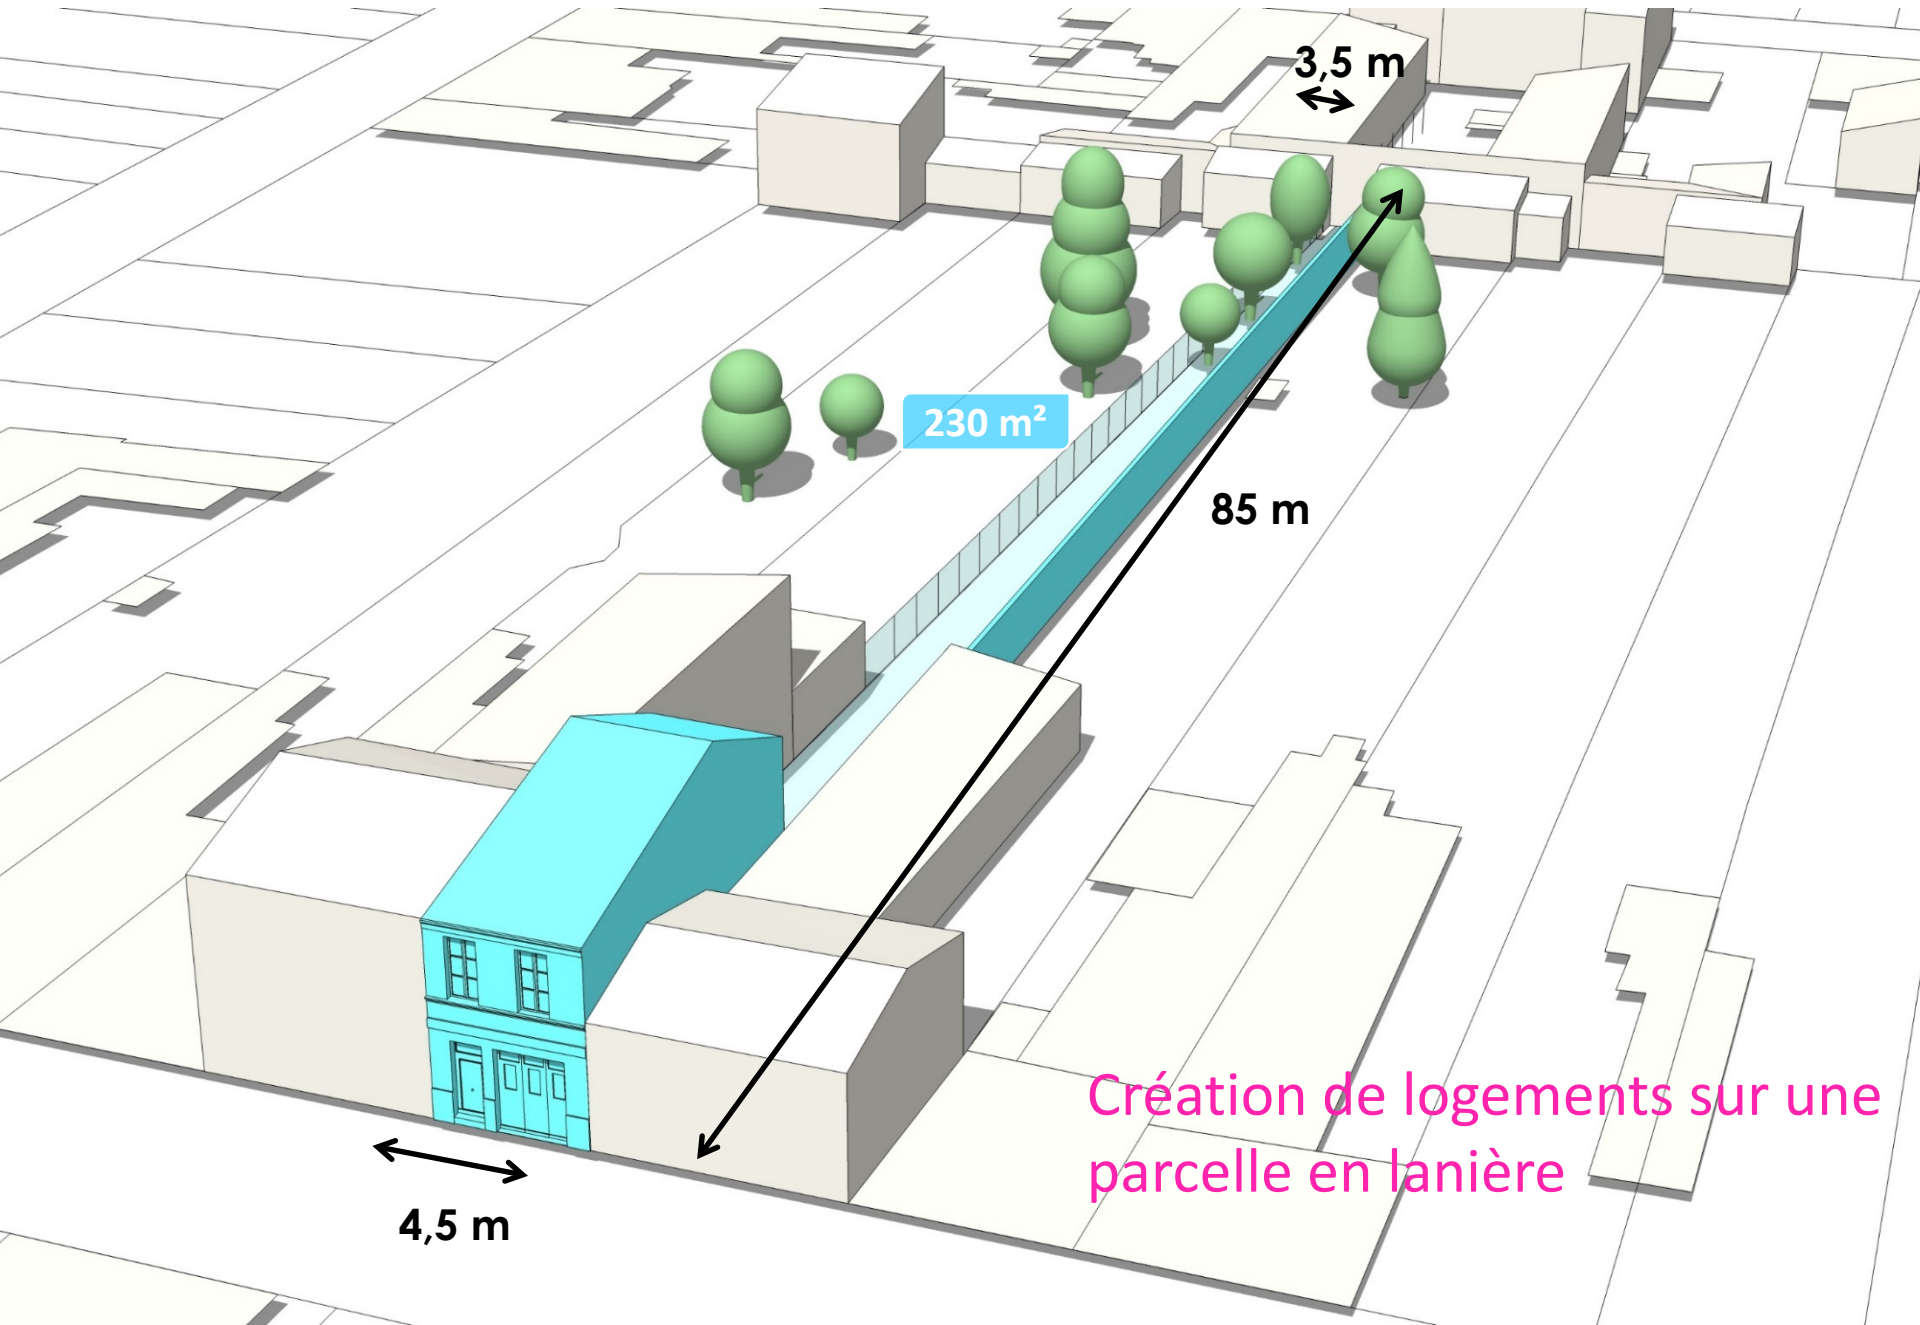 3,5 m
230 m²
85 m
Création de logements sur une
parcelle en lanière
4,5 m